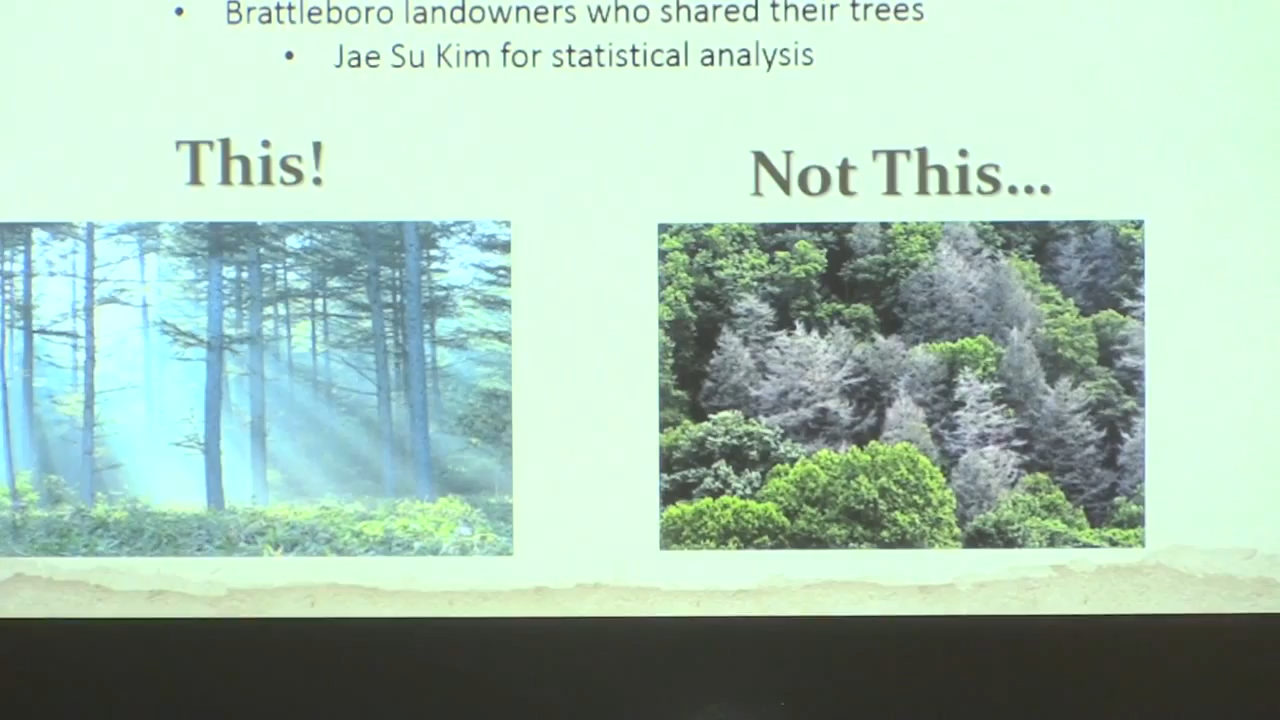 • Brattleboro landowners who shared their trees
• Jae Su Kim for statistical analysis
This!
Not This...